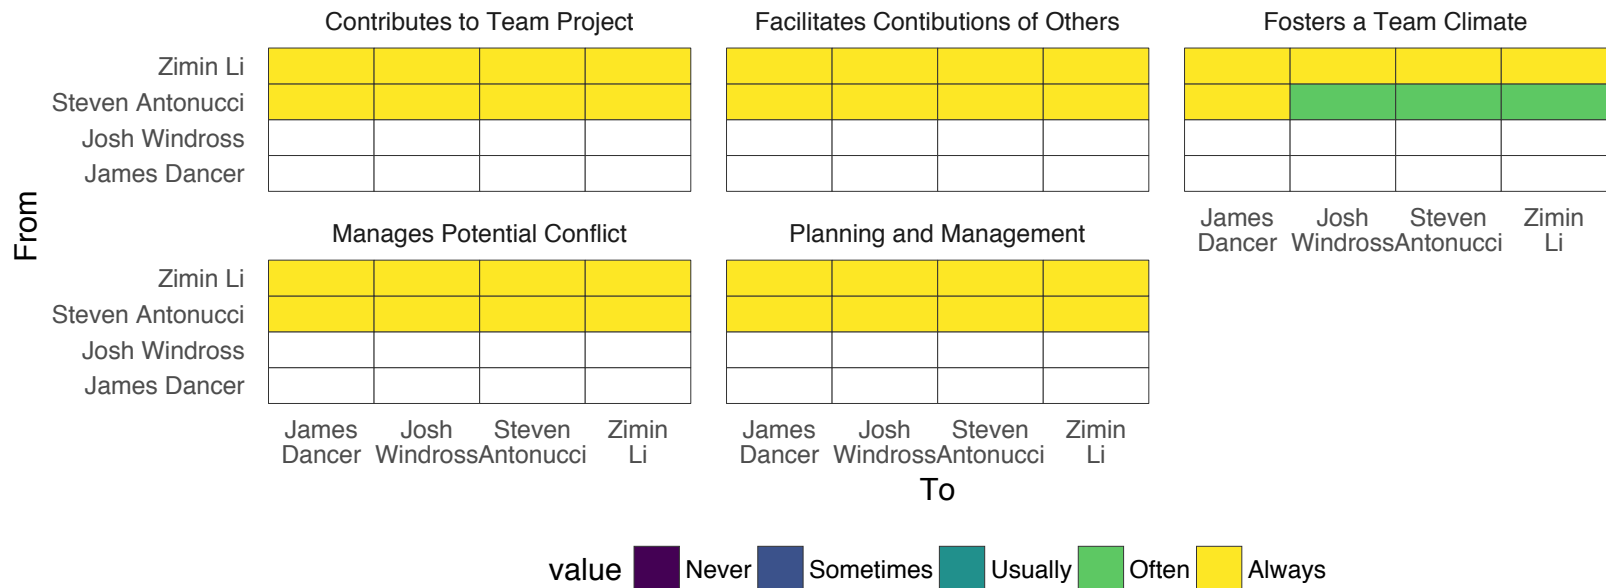 Contributes to Team Project
Facilitates Contibutions of Others
Fosters a Team Climate
Zimin Li
Steven Antonucci
Josh Windross
James Dancer
James Dancer
Josh Windross
Steven Antonucci
Zimin Li
From
Manages Potential Conflict
Planning and Management
Zimin Li
Steven Antonucci
Josh Windross
James Dancer
James Dancer
Josh Windross
Steven Antonucci
Zimin Li
James Dancer
Josh Windross
Steven Antonucci
Zimin Li
To
value Never Sometimes Usually Often Always